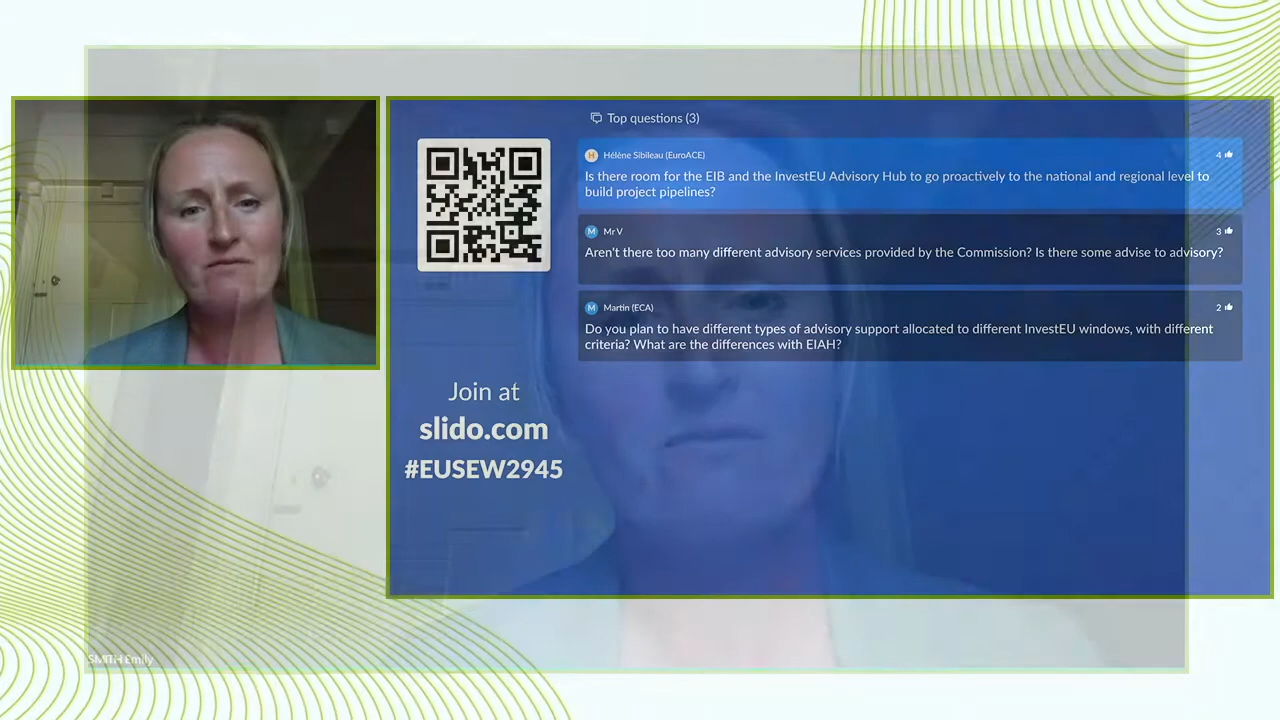 Top questions (3)
H Hélène Sibileau (EuroACE) 4
Is there room for the EIB and the InvestEU Advisory Hub to go proactively to the national and regional level to
build project pipelines?
M Mr V 3
Aren't there too many different advisory services provided by the Commission? Is there some advise to advisory?
M Martin (ECA) 2
Do you plan to have different types of advisory support allocated to different InvestEU windows, with different
criteria? What are the differences with EIAH?
Join at
slido.com
#EUSEW2945
SMITH Emily